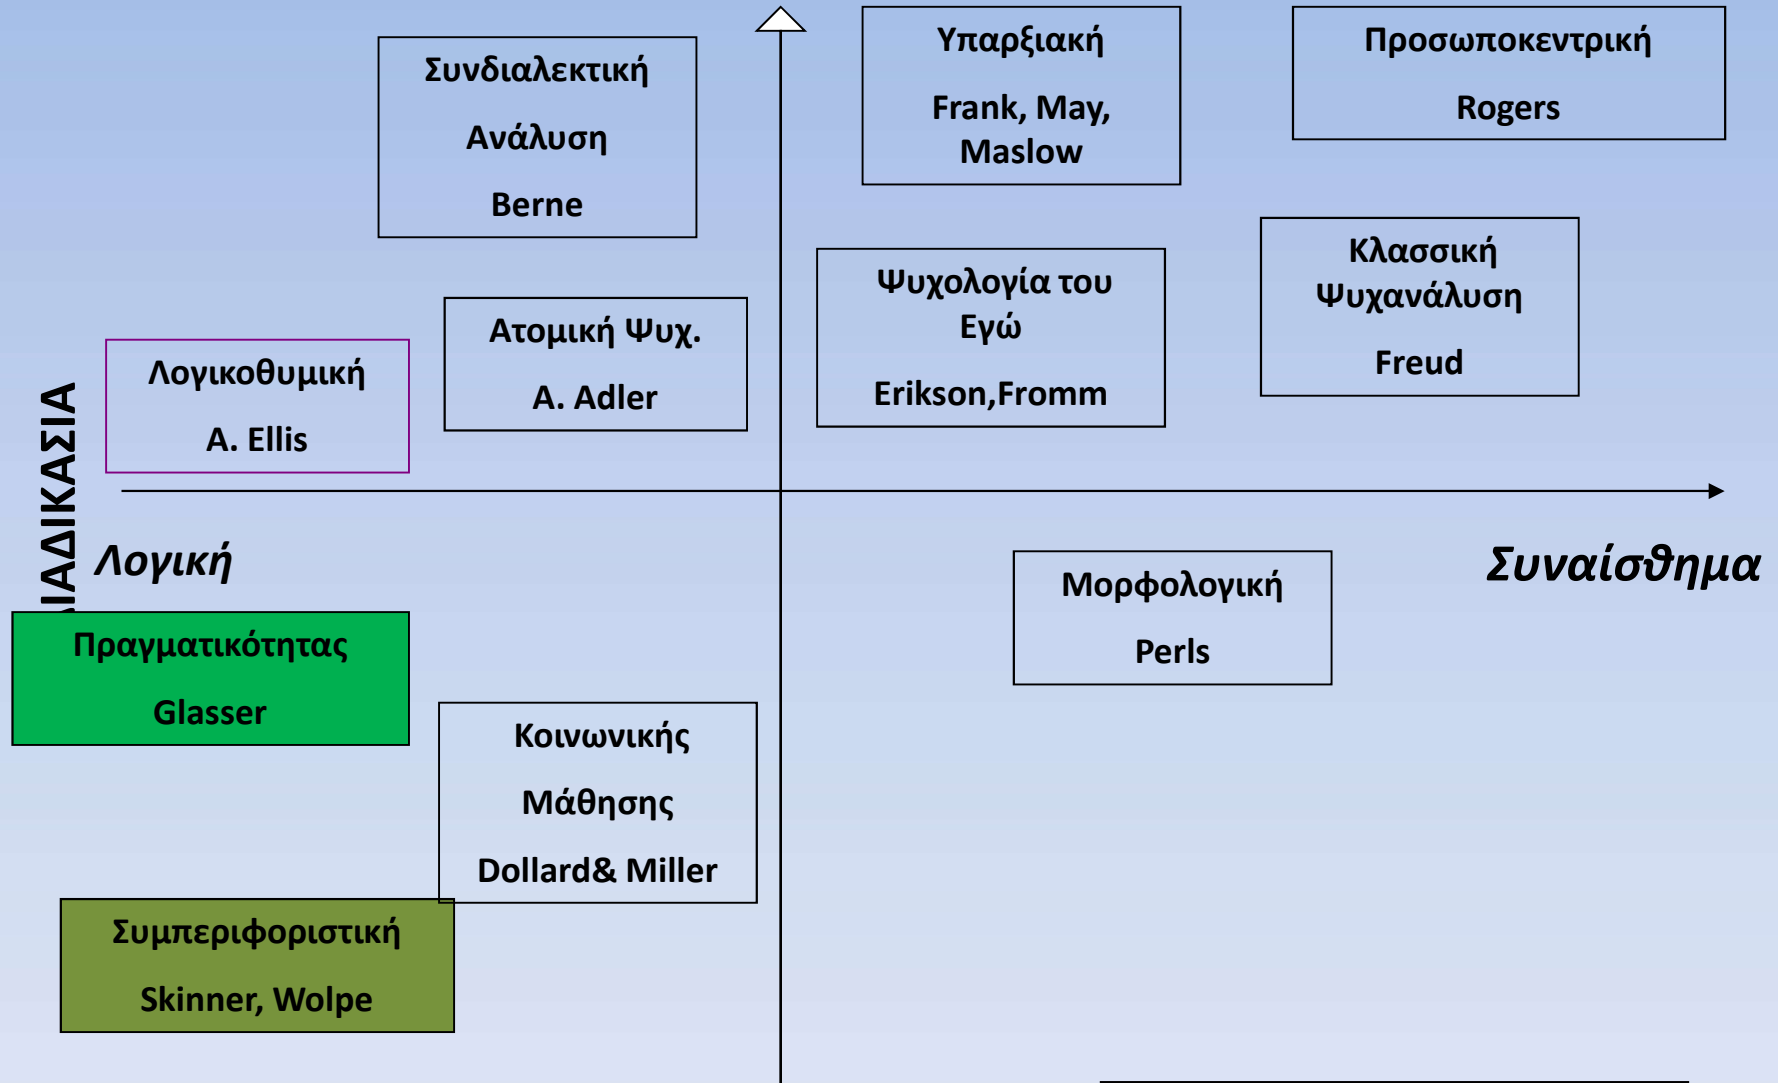 Συνδιαλεκτική
Ανάλυση
Berne
Υπαρξιακή
Frank, May,
Maslow
Προσωποκεντρική
Rogers
Λογικοθυμική
A. Ellis
Ατομική Ψυχ.
A. Adler
Ψυχολογία του
Εγώ
Erikson,Fromm
Κλασσική
Ψυχανάλυση
Freud
ΔΙΑΔΙΚΑΣΙΑ
Λογική
Συναίσθημα
Πραγματικότητας
Glasser
Μορφολογική
Perls
Κοινωνικής
Μάθησης
Dollard& Miller
Συμπεριφοριστική
Skinner, Wolpe